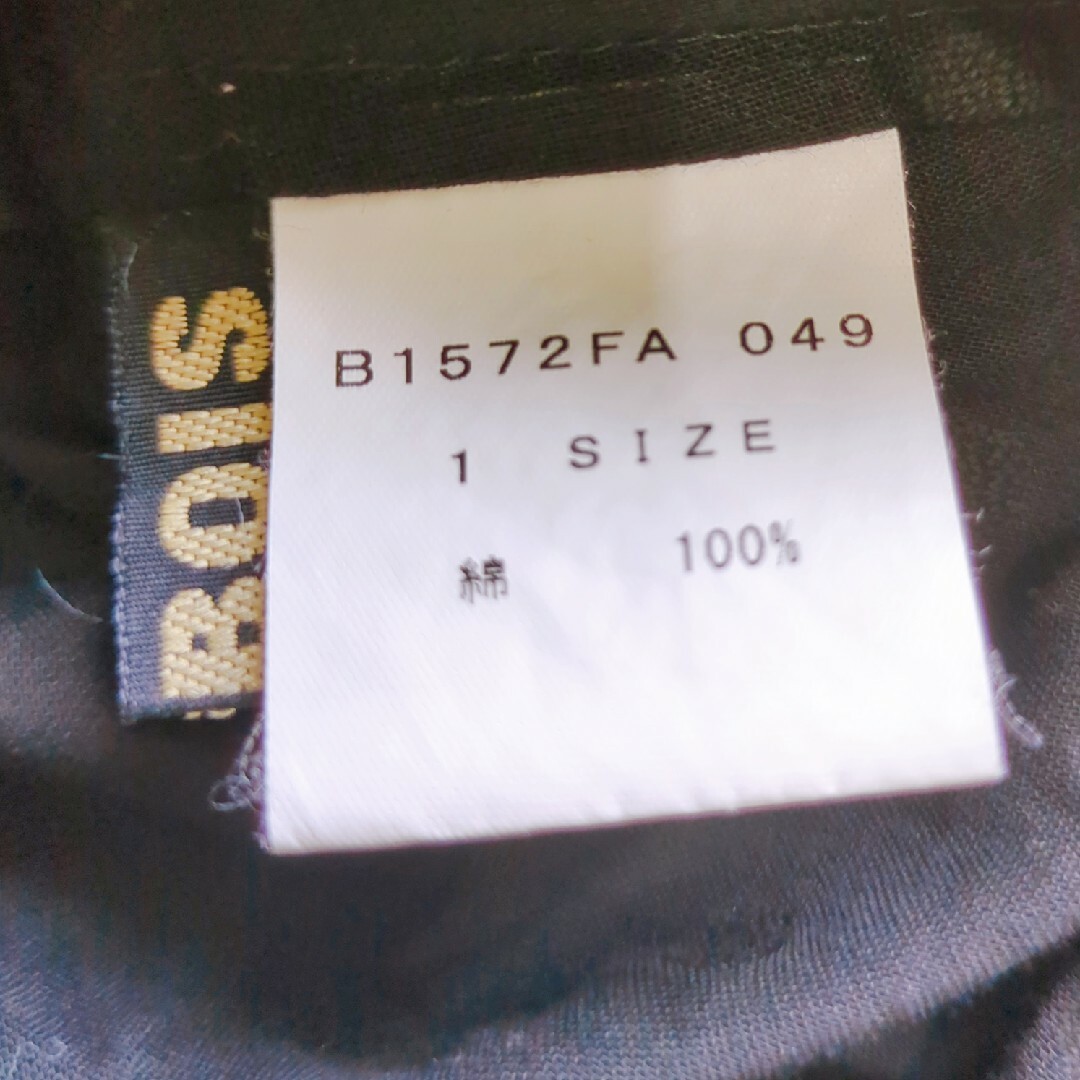 BOIS
B1572FA 049
1 SIZE
綿 100%